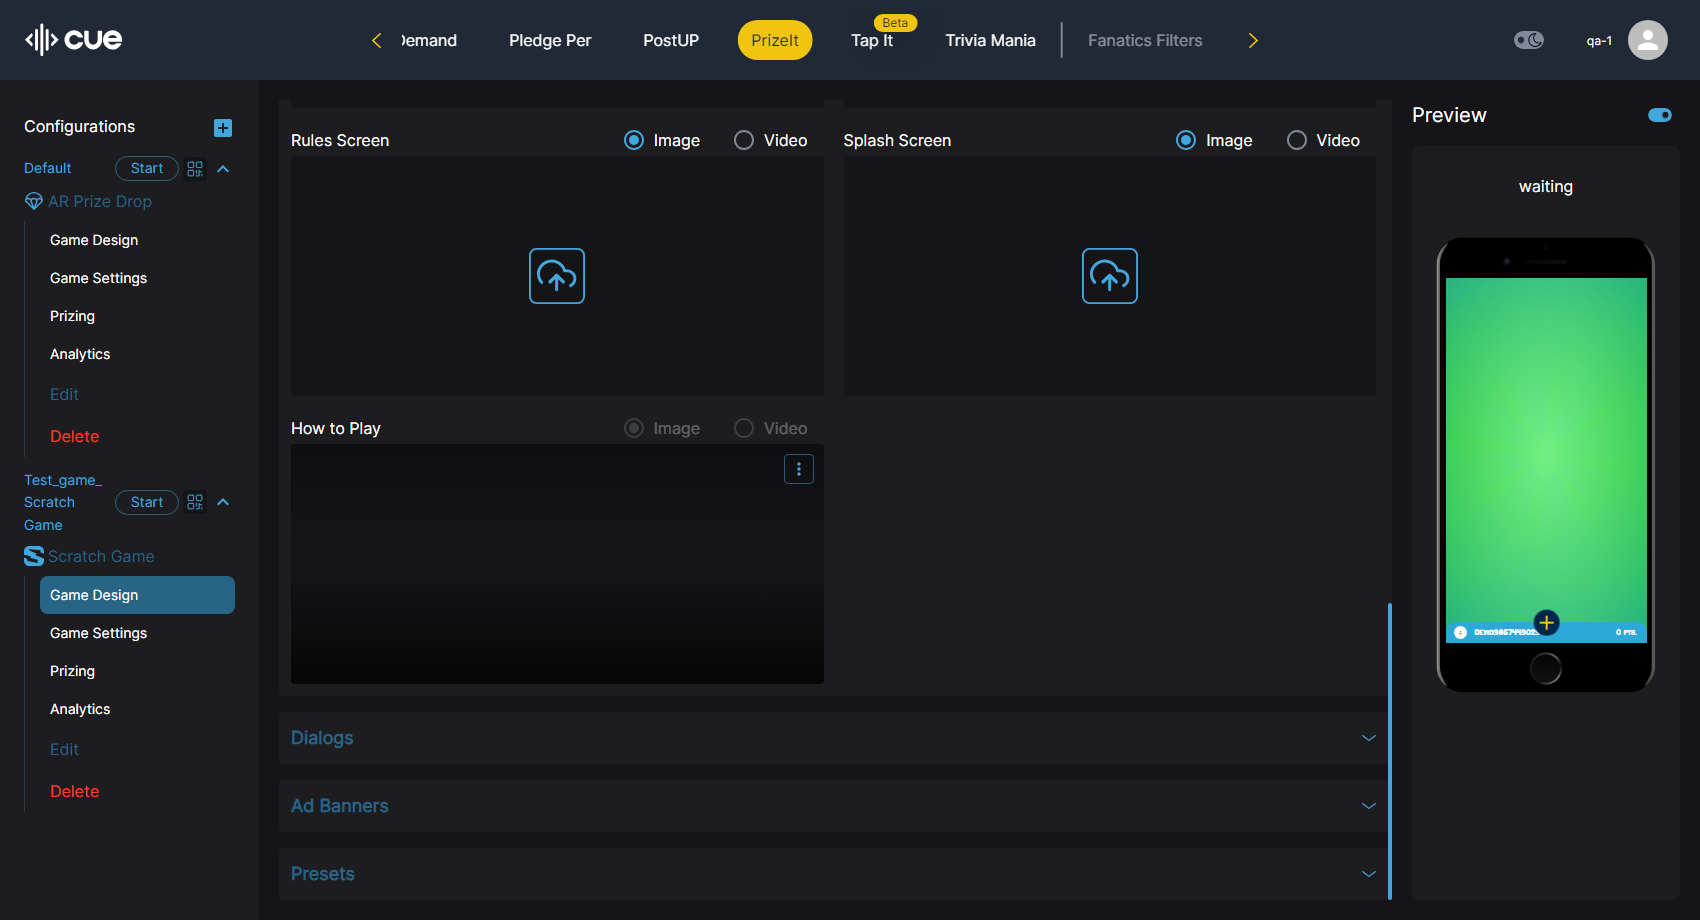 cue
Demand
Pledge Per
PostUP
PrizeIt
Beta
Tap It
Trivia Mania
Fanatics Filters
qa-1
Configurations
Default
Start
AR Prize Drop
Game Design
Game Settings
Prizing
Analytics
Edit
Delete
Test_game_
Scratch
Game
Start
Scratch Game
Game Design
Game Settings
Prizing
Analytics
Edit
Delete
Rules Screen
Image
Video
Splash Screen
Image
Video
How to Play
Image
Video
Dialogs
Ad Banners
Presets
Preview
waiting
0 PTS.